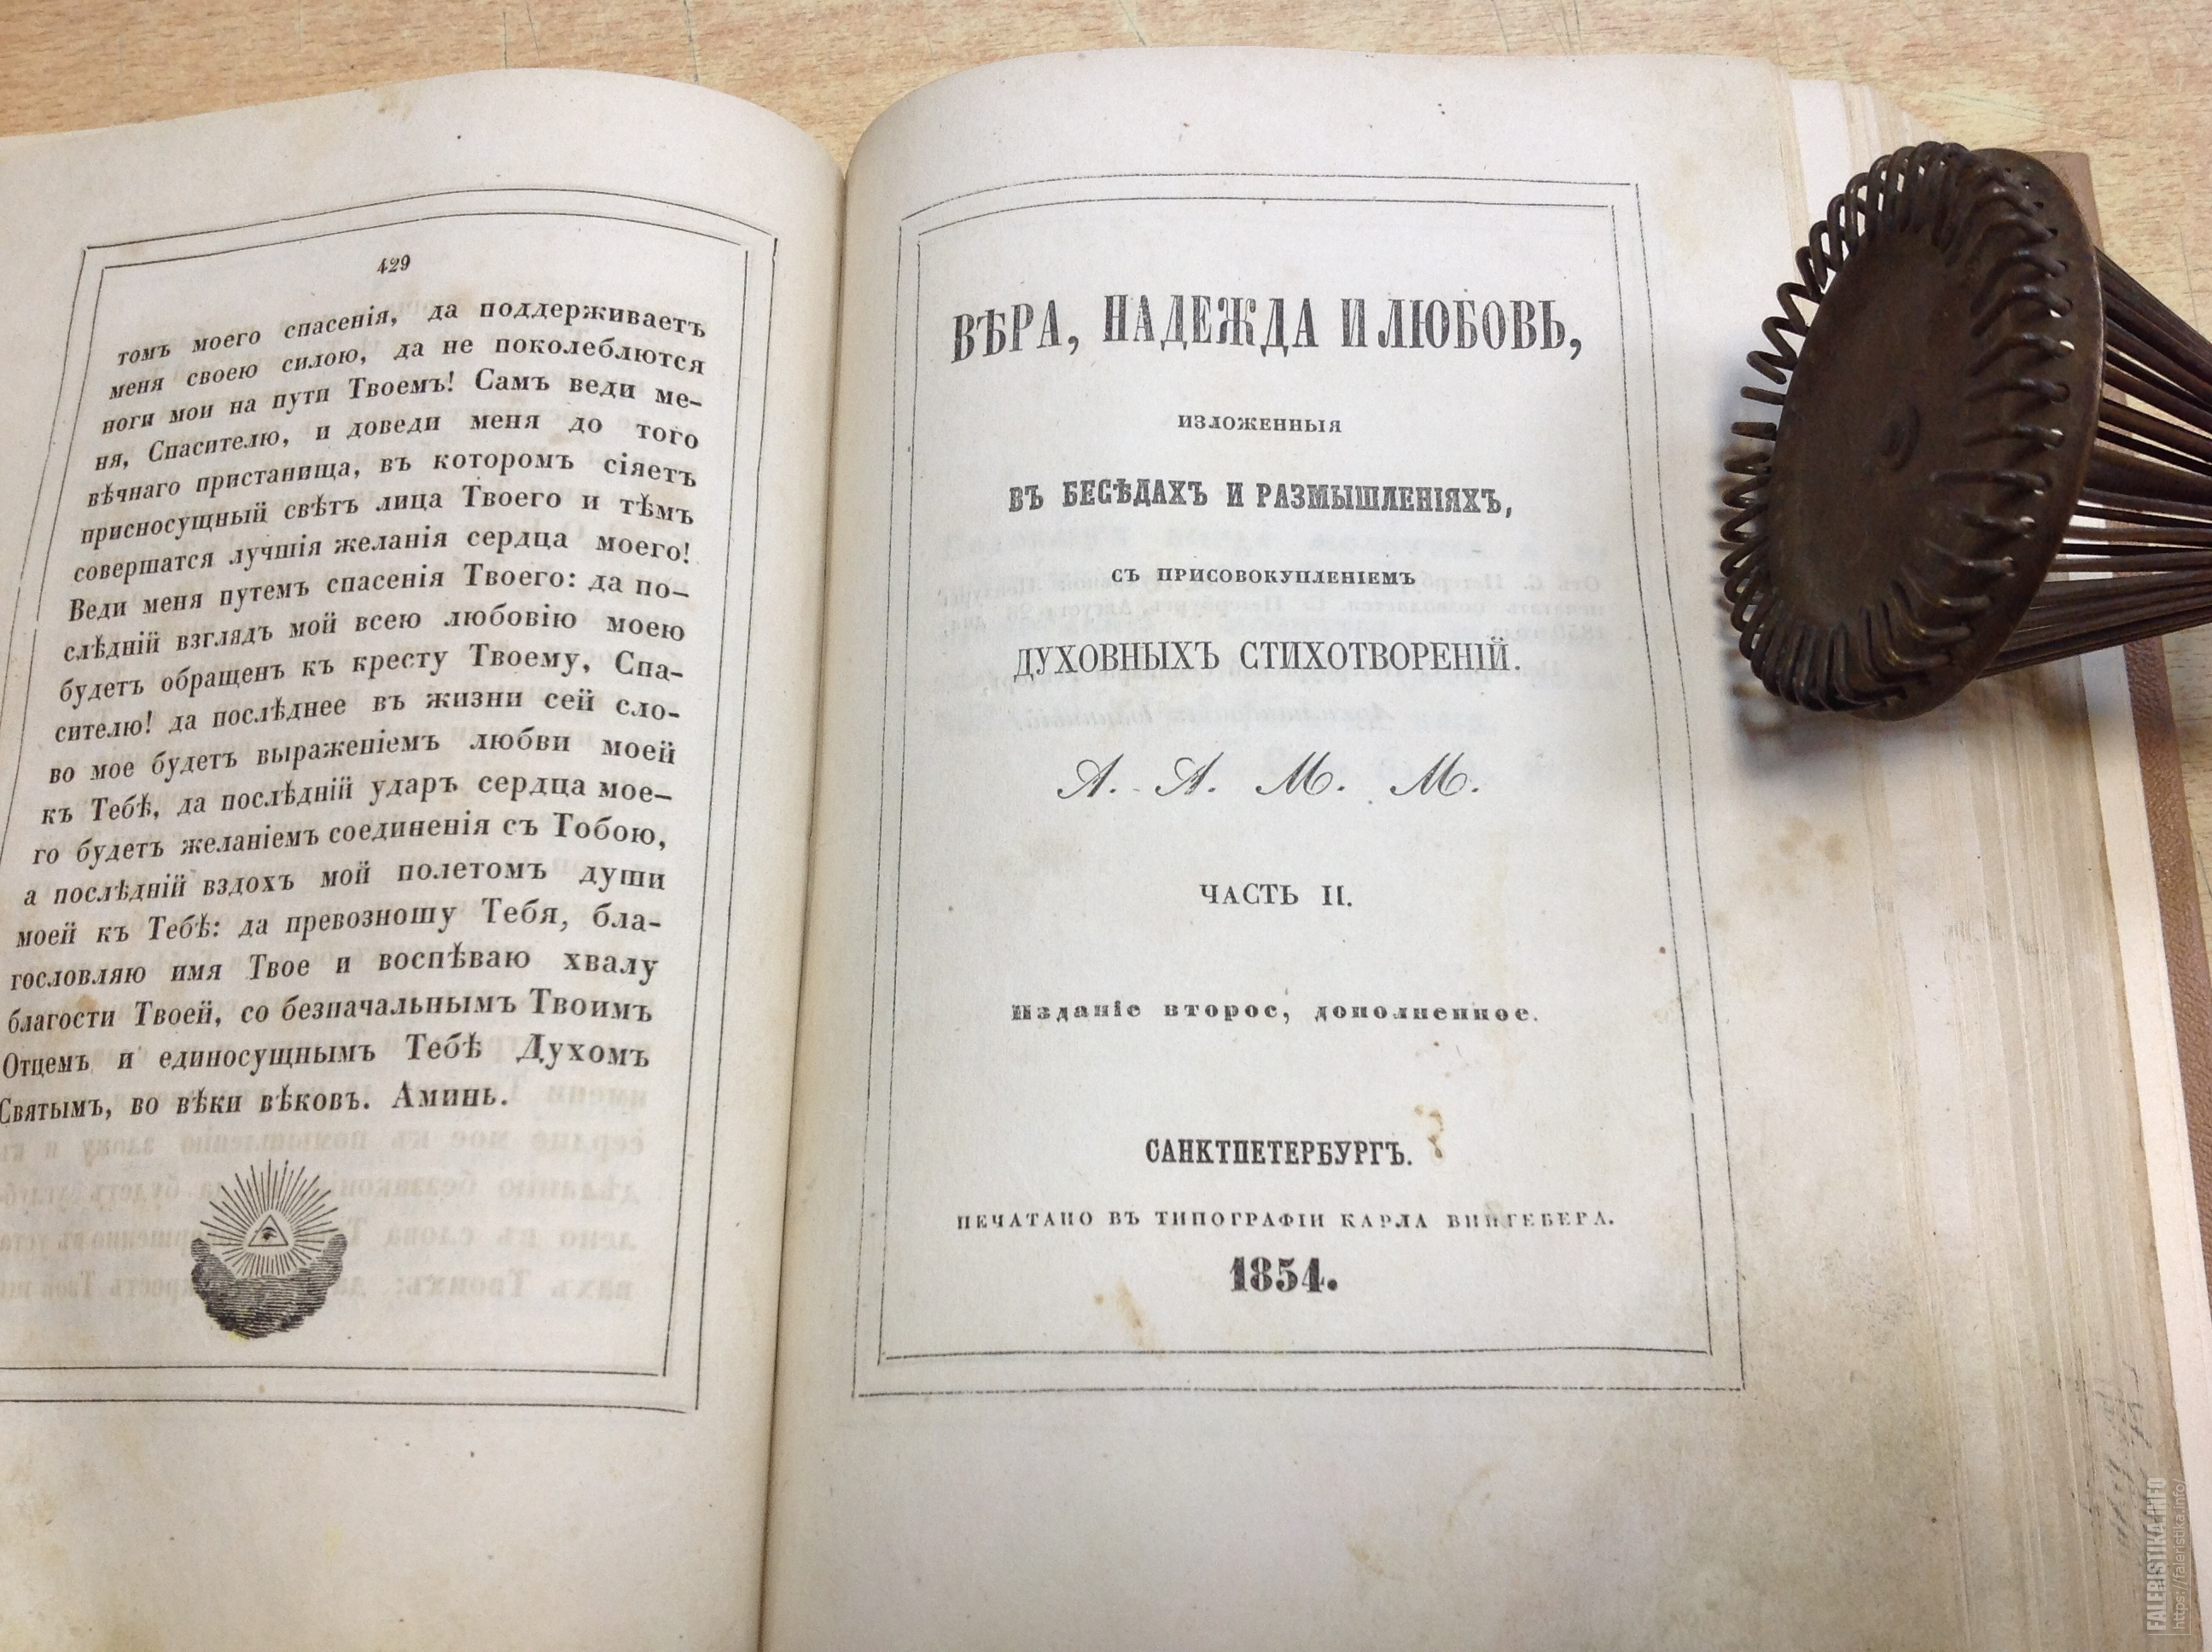 429
томъ моего спасенія, да поддерживаетъ
меня своею силою, да не поколеблются
ноги мои на пути Твоемъ! Самъ веди ме-
ня, Спасителю, и доведи меня до того
вѣчнаго пристанища, въ которомъ сіяетъ
присносущный свѣтъ лица Твоего и тѣмъ
совершатся лучшія желанія сердца моего!
Веди меня путемъ спасенія Твоего: да по-
слѣдній взглядъ мой всею любовію моею
будетъ обращенъ къ кресту Твоему, Спа-
сителю! да послѣднее въ жизни сей сло-
во мое будетъ выраженіемъ любви моей
къ Тебѣ, да послѣдній ударъ сердца мое-
го будетъ желаніемъ соединенія съ Тобою,
а послѣдній вздохъ мой полетомъ души
моей къ Тебѣ: да превозношу Тебя, бла-
гословляю имя Твое и воспѣваю хвалу
благости Твоей, со безначальнымъ Твоимъ
Отцемъ и единосущнымъ Тебѣ Духомъ
Святымъ, во вѣки вѣковъ. Аминь.
ВѢРА, НАДЕЖДА И ЛЮБОВЬ,
ИЗЛОЖЕННЫЯ
ВЪ БЕСѢДАХЪ И РАЗМЫШЛЕНІЯХЪ,
СЪ ПРИСОВОКУПЛЕНІЕМЪ
ДУХОВНЫХЪ СТИХОТВОРЕНІЙ.
А. А. М. М.
ЧАСТЬ II.
Изданіе второе, дополненное.
САНКТПЕТЕРБУРГЪ.
ПЕЧАТАНО ВЪ ТИПОГРАФІИ КАРЛА ВИНГЕБЕРА.
1854.
FALERISTIKA.INFO
https://faleristika.info/